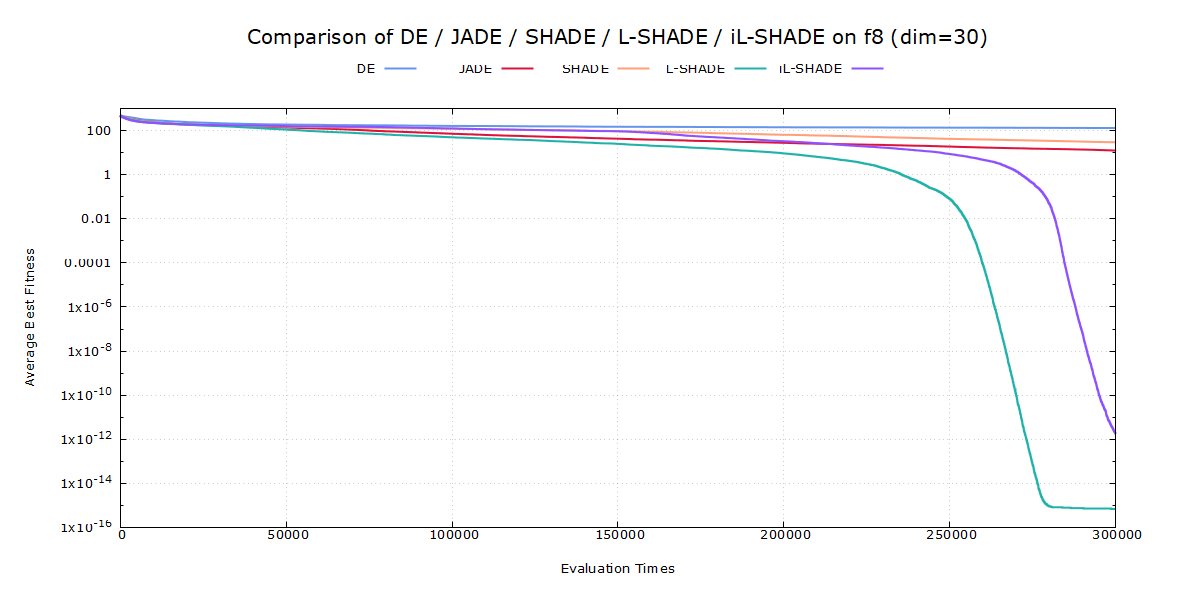 Comparison of DE / JADE / SHADE / L-SHADE / iL-SHADE on f8 (dim=30)
DE JADE SHADE L-SHADE iL-SHADE
100
1
0.01
0.0001
1x10-6
1x10-8
1x10-10
1x10-12
1x10-14
1x10-16
0 50000 100000 150000 200000 250000 300000
Average Best Fitness
Evaluation Times